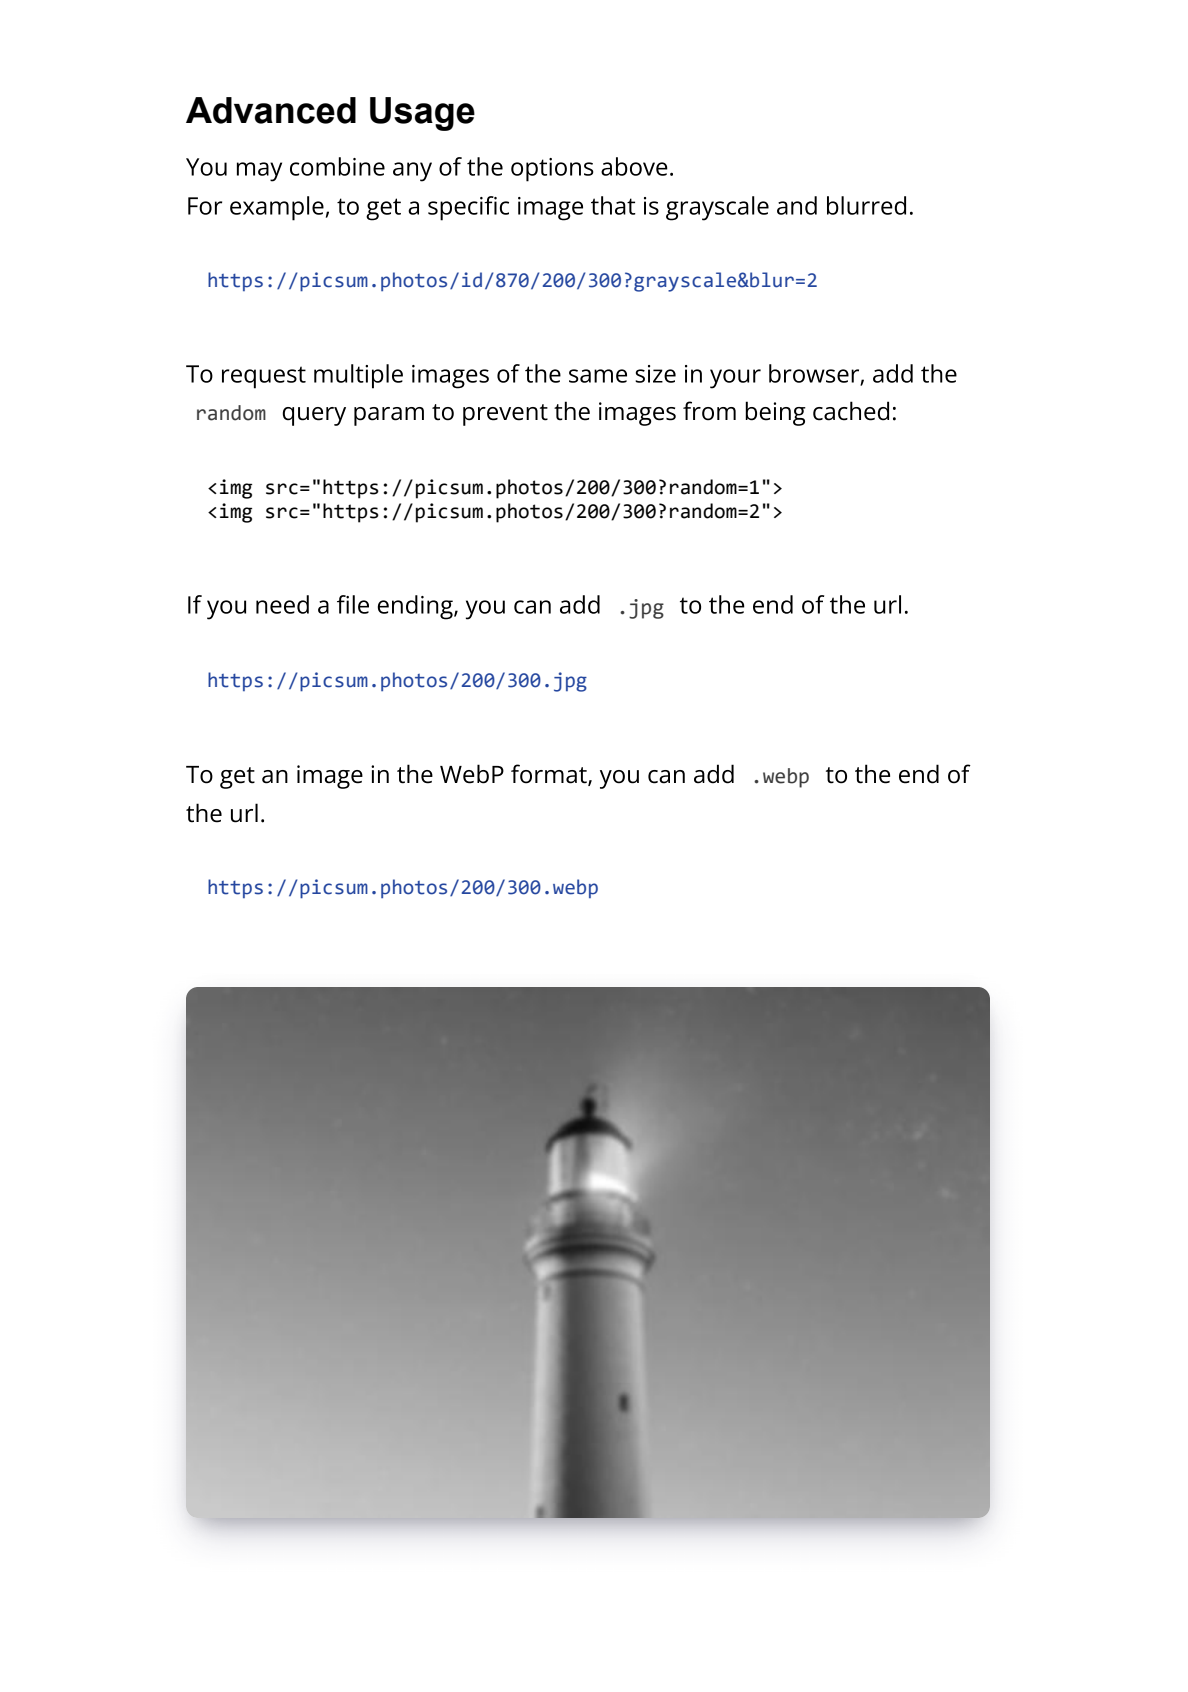 Advanced Usage
You may combine any of the options above.
For example, to get a specific image that is grayscale and blurred.
https://picsum.photos/id/870/200/300?grayscale&blur=2
To request multiple images of the same size in your browser, add the
random query param to prevent the images from being cached:
<img src="https://picsum.photos/200/300?random=1">
<img src="https://picsum.photos/200/300?random=2">
If you need a file ending, you can add .jpg to the end of the url.
https://picsum.photos/200/300.jpg
To get an image in the WebP format, you can add .webp to the end of
the url.
https://picsum.photos/200/300.webp